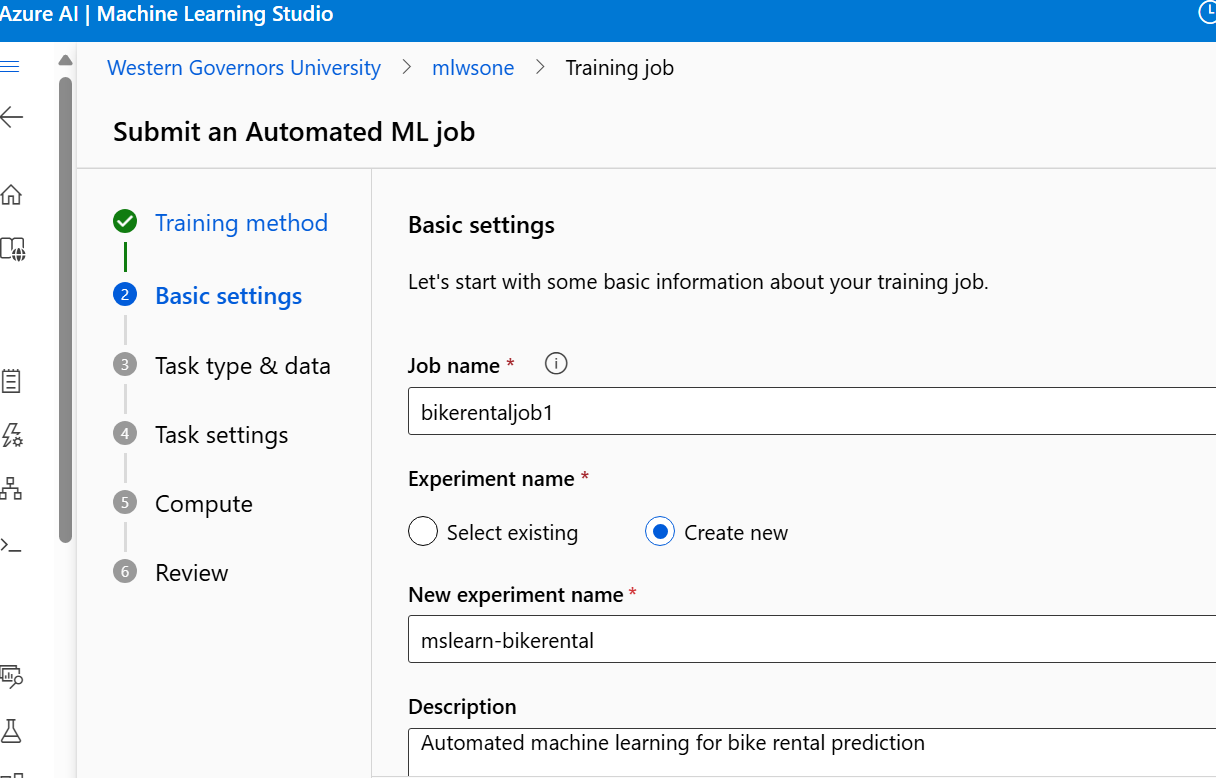 Azure AI | Machine Learning Studio
Western Governors University > mlwsone > Training job
Submit an Automated ML job
Training method
2 Basic settings
3 Task type & data
4 Task settings
5 Compute
6 Review
Basic settings
Let's start with some basic information about your training job.
Job name *
bikerentaljob1
Experiment name *
Select existing Create new
New experiment name *
mslearn-bikerental
Description
Automated machine learning for bike rental prediction